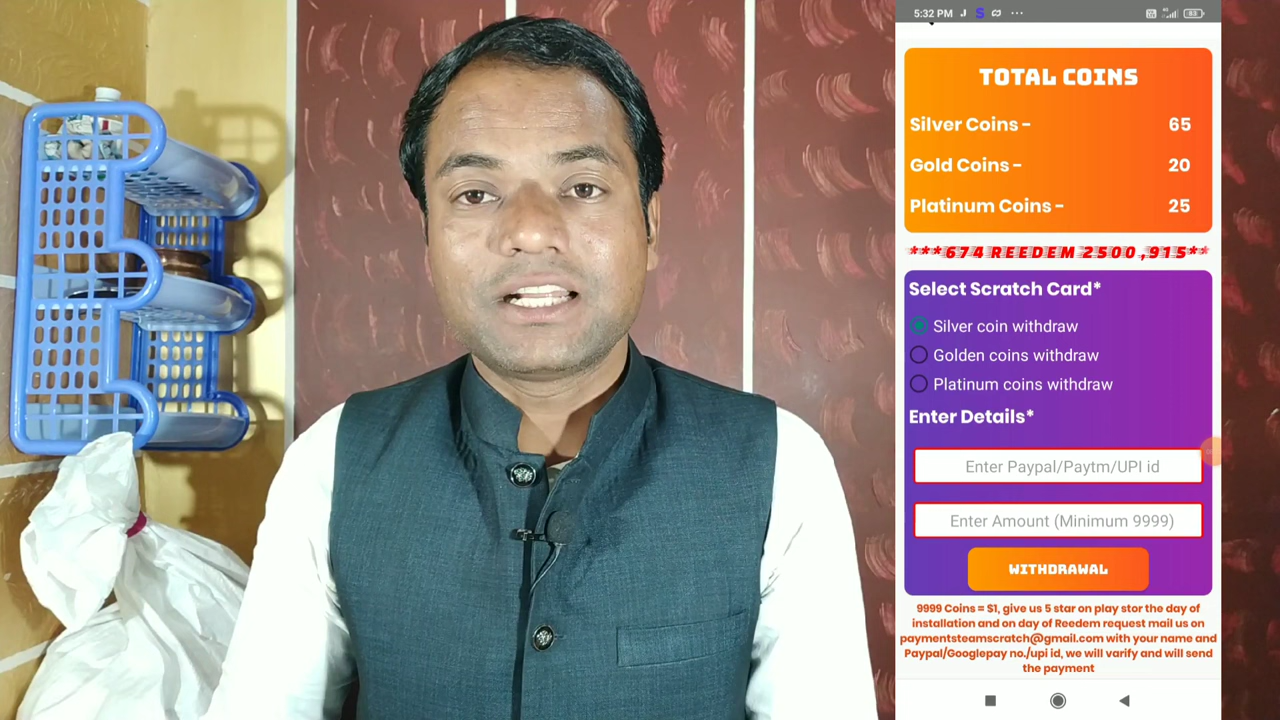 5:32 PM J S ...
83
TOTAL COINS
Silver Coins - 65
Gold Coins - 20
Platinum Coins - 25
***674 REEDEM 2500 ,915**
Select Scratch Card*
Silver coin withdraw
Golden coins withdraw
Platinum coins withdraw
Enter Details*
Enter Paypal/Paytm/UPI id
Enter Amount (Minimum 9999)
WITHDRAWAL
9999 Coins = $1, give us 5 star on play stor the day of
installation and on day of Reedem request mail us on
paymentsteamscratch@gmail.com with your name and
Paypal/Googlepay no./upi id, we will varify and will send
the payment